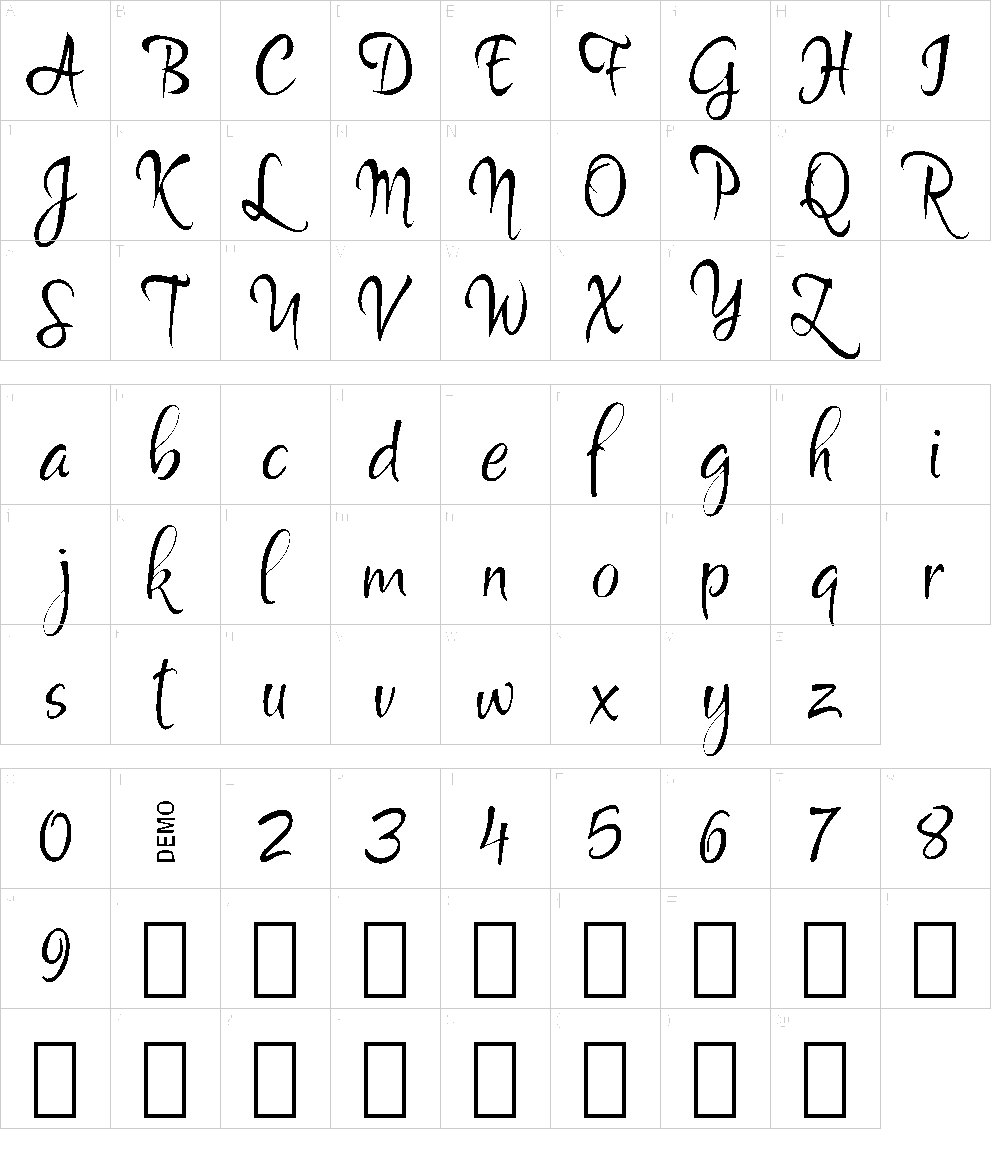 A B C D E F G H I
J K L M N O P Q R
S T U V W X Y Z
a b c d e f g h i
j k l m n o p q r
s t u v w x y z
0 DEMO 2 3 4 5 6 7 8
9